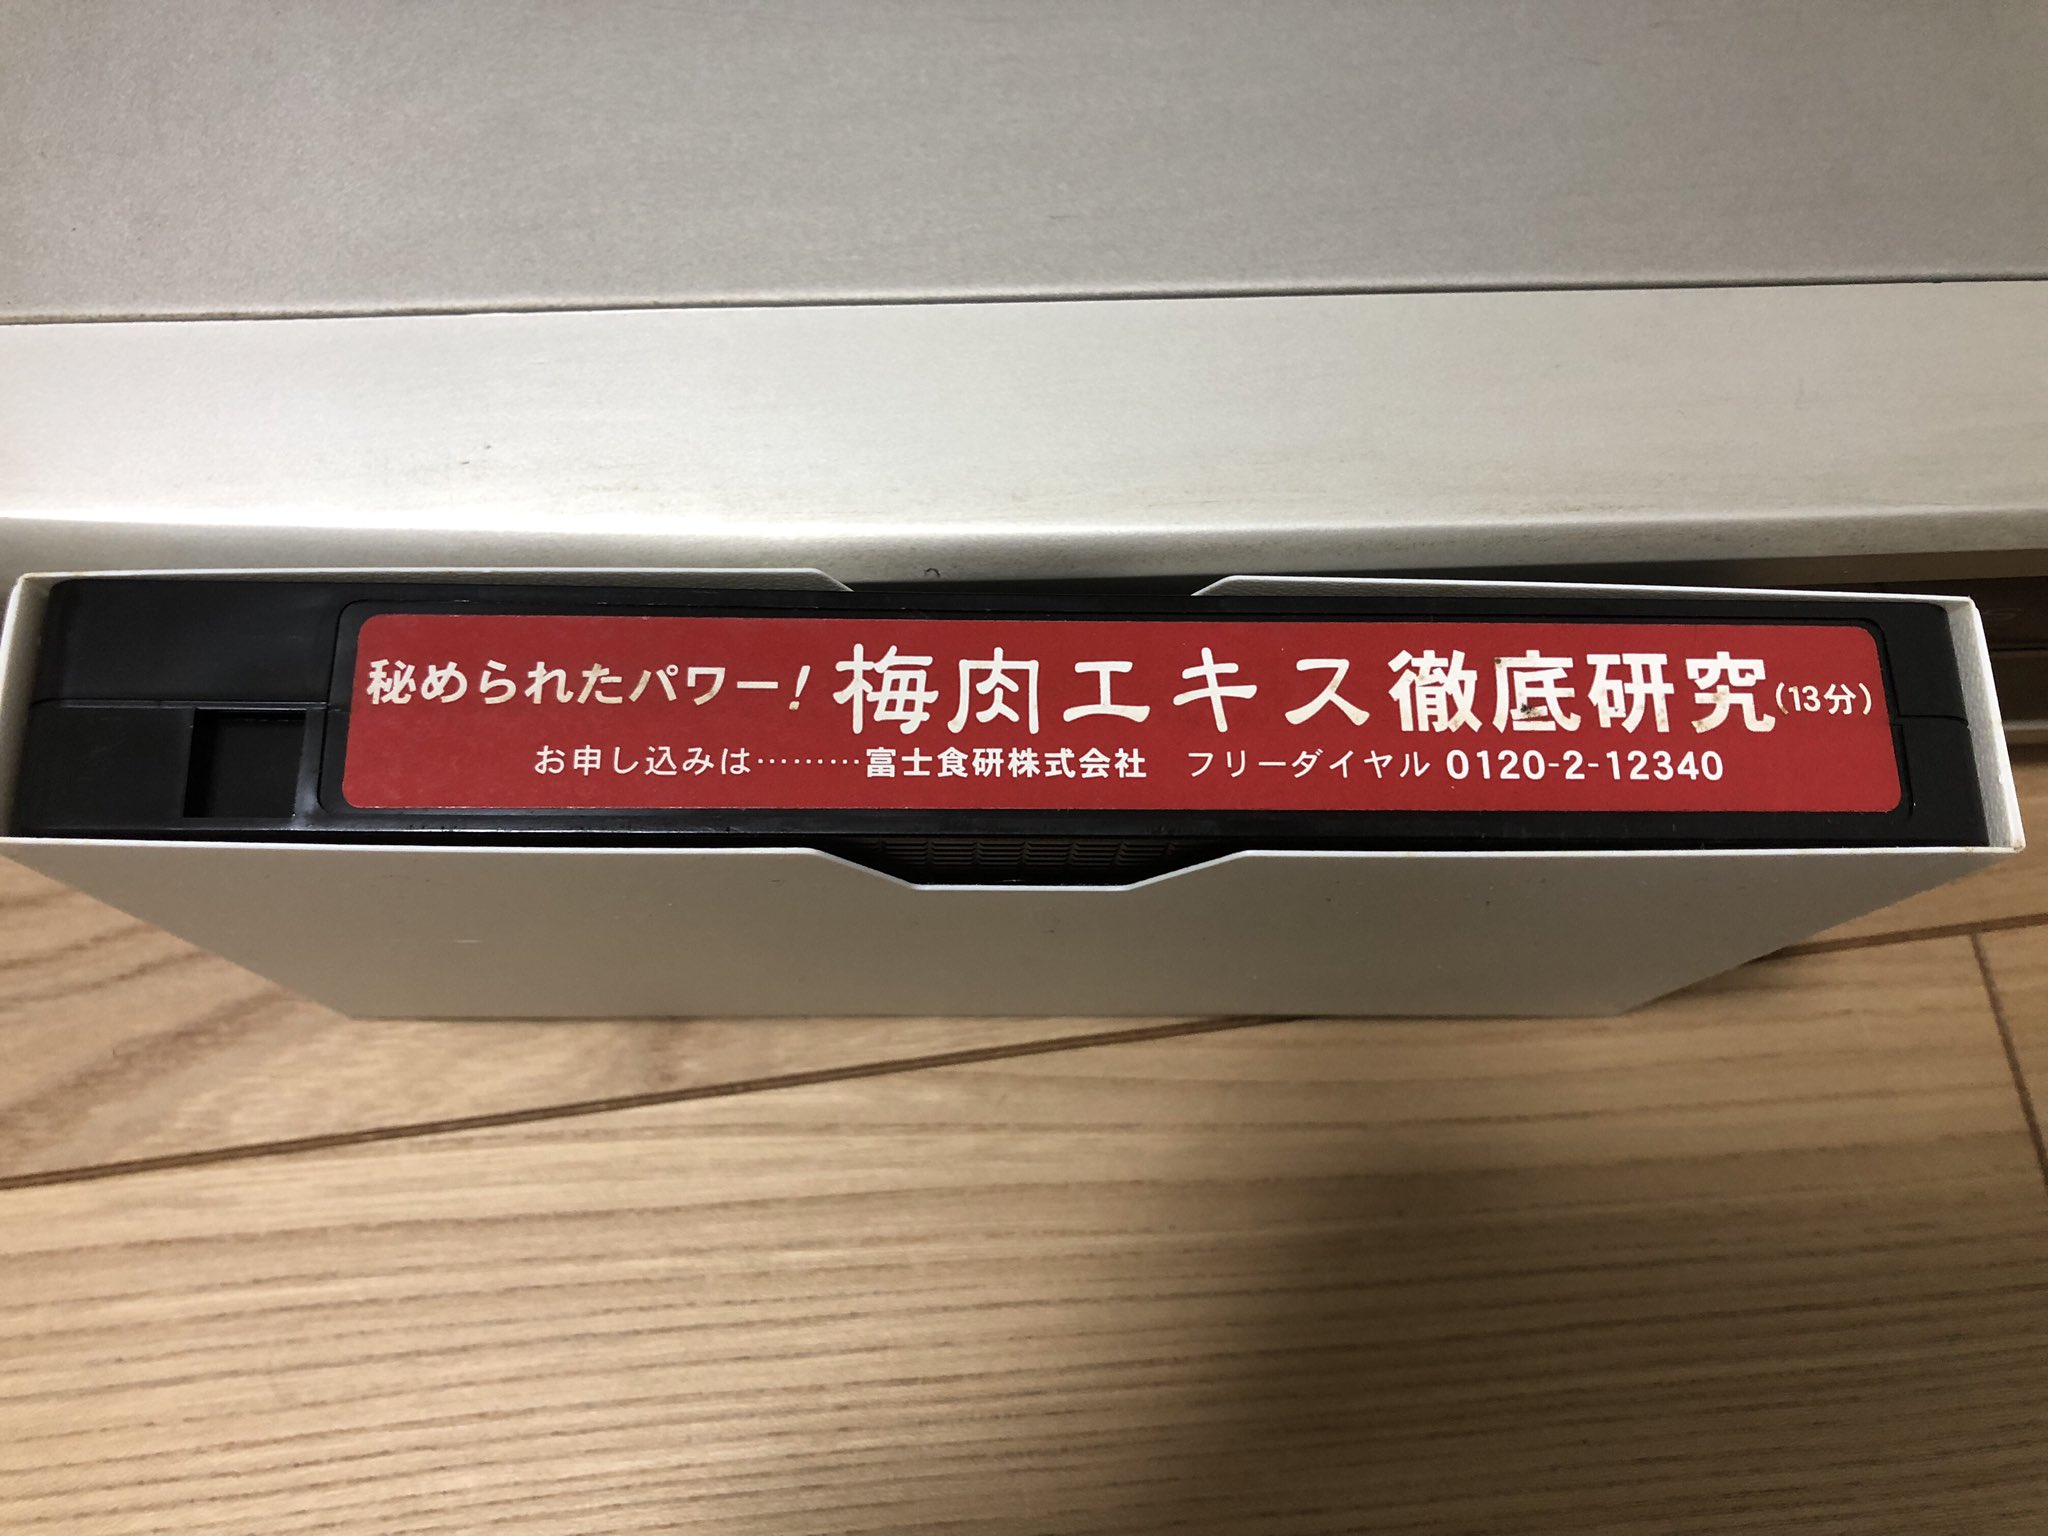 秘められたパワー!梅肉エキス徹底研究(13分)
お申し込みは………富士食研株式会社　フリーダイヤル 0120-2-12340